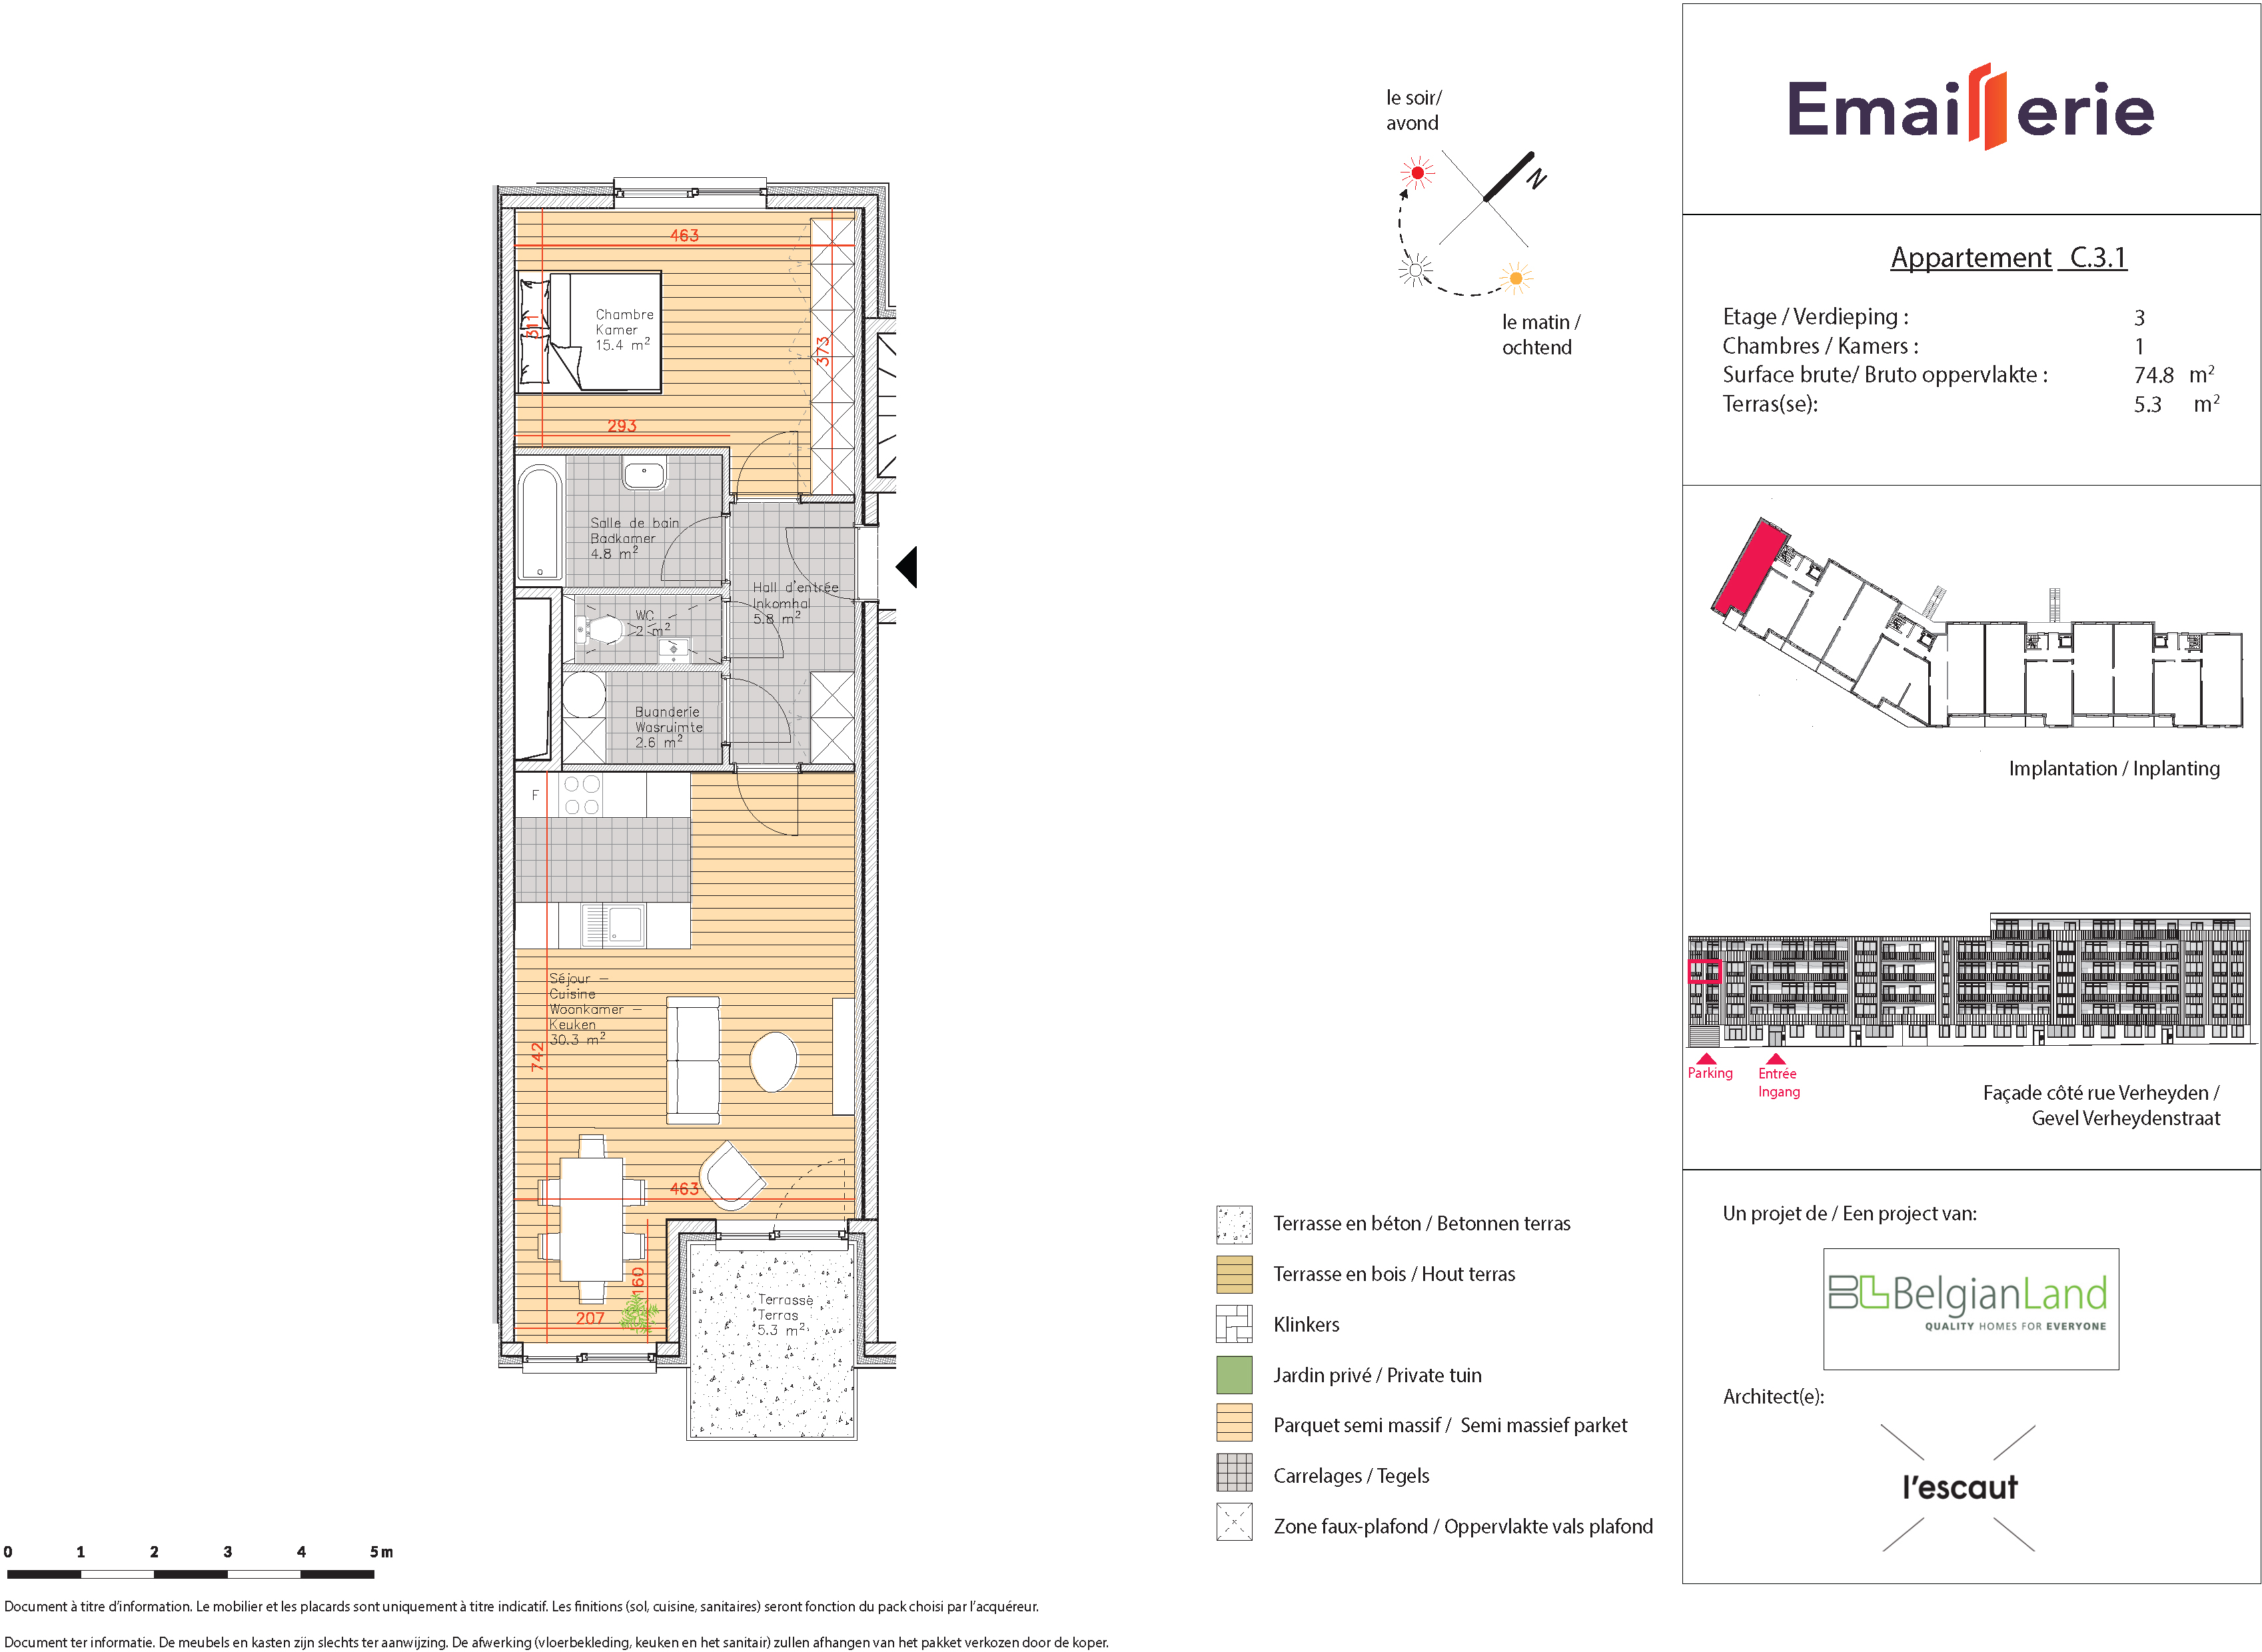 463
311
Chambre
Kamer
15.4 m²
373
293
Salle de bain
Badkamer
4.8 m²
Hall d'entrée
Inkomhal
5.8 m²
WC
2 m²
Buanderie
Wasruimte
2.6 m²
F
Séjour –
Cuisine
Woonkamer –
Keuken
30.3 m²
742
463
160
207
Terrasse
Terras
5.3 m²
0 1 2 3 4 5 m
Document à titre d'information. Le mobilier et les placards sont uniquement à titre indicatif. Les finitions (sol, cuisine, sanitaires) seront fonction du pack choisi par l'acquéreur.
Document ter informatie. De meubels en kasten zijn slechts ter aanwijzing. De afwerking (vloerbekleding, keuken en het sanitair) zullen afhangen van het pakket verkozen door de koper.
le soir/
avond
N
le matin /
ochtend
Terrasse en béton / Betonnen terras
Terrasse en bois / Hout terras
Klinkers
Jardin privé / Private tuin
Parquet semi massif / Semi massief parket
Carrelages / Tegels
Zone faux-plafond / Oppervlakte vals plafond
Emaillerie
Appartement C.3.1
Etage / Verdieping : 3
Chambres / Kamers : 1
Surface brute/ Bruto oppervlakte : 74.8 m²
Terras(se): 5.3 m²
Implantation / Inplanting
Parking
Entrée
Ingang
Façade côté rue Verheyden /
Gevel Verheydenstraat
Un projet de / Een project van:
BelgianLand
QUALITY HOMES FOR EVERYONE
Architect(e):
l'escaut